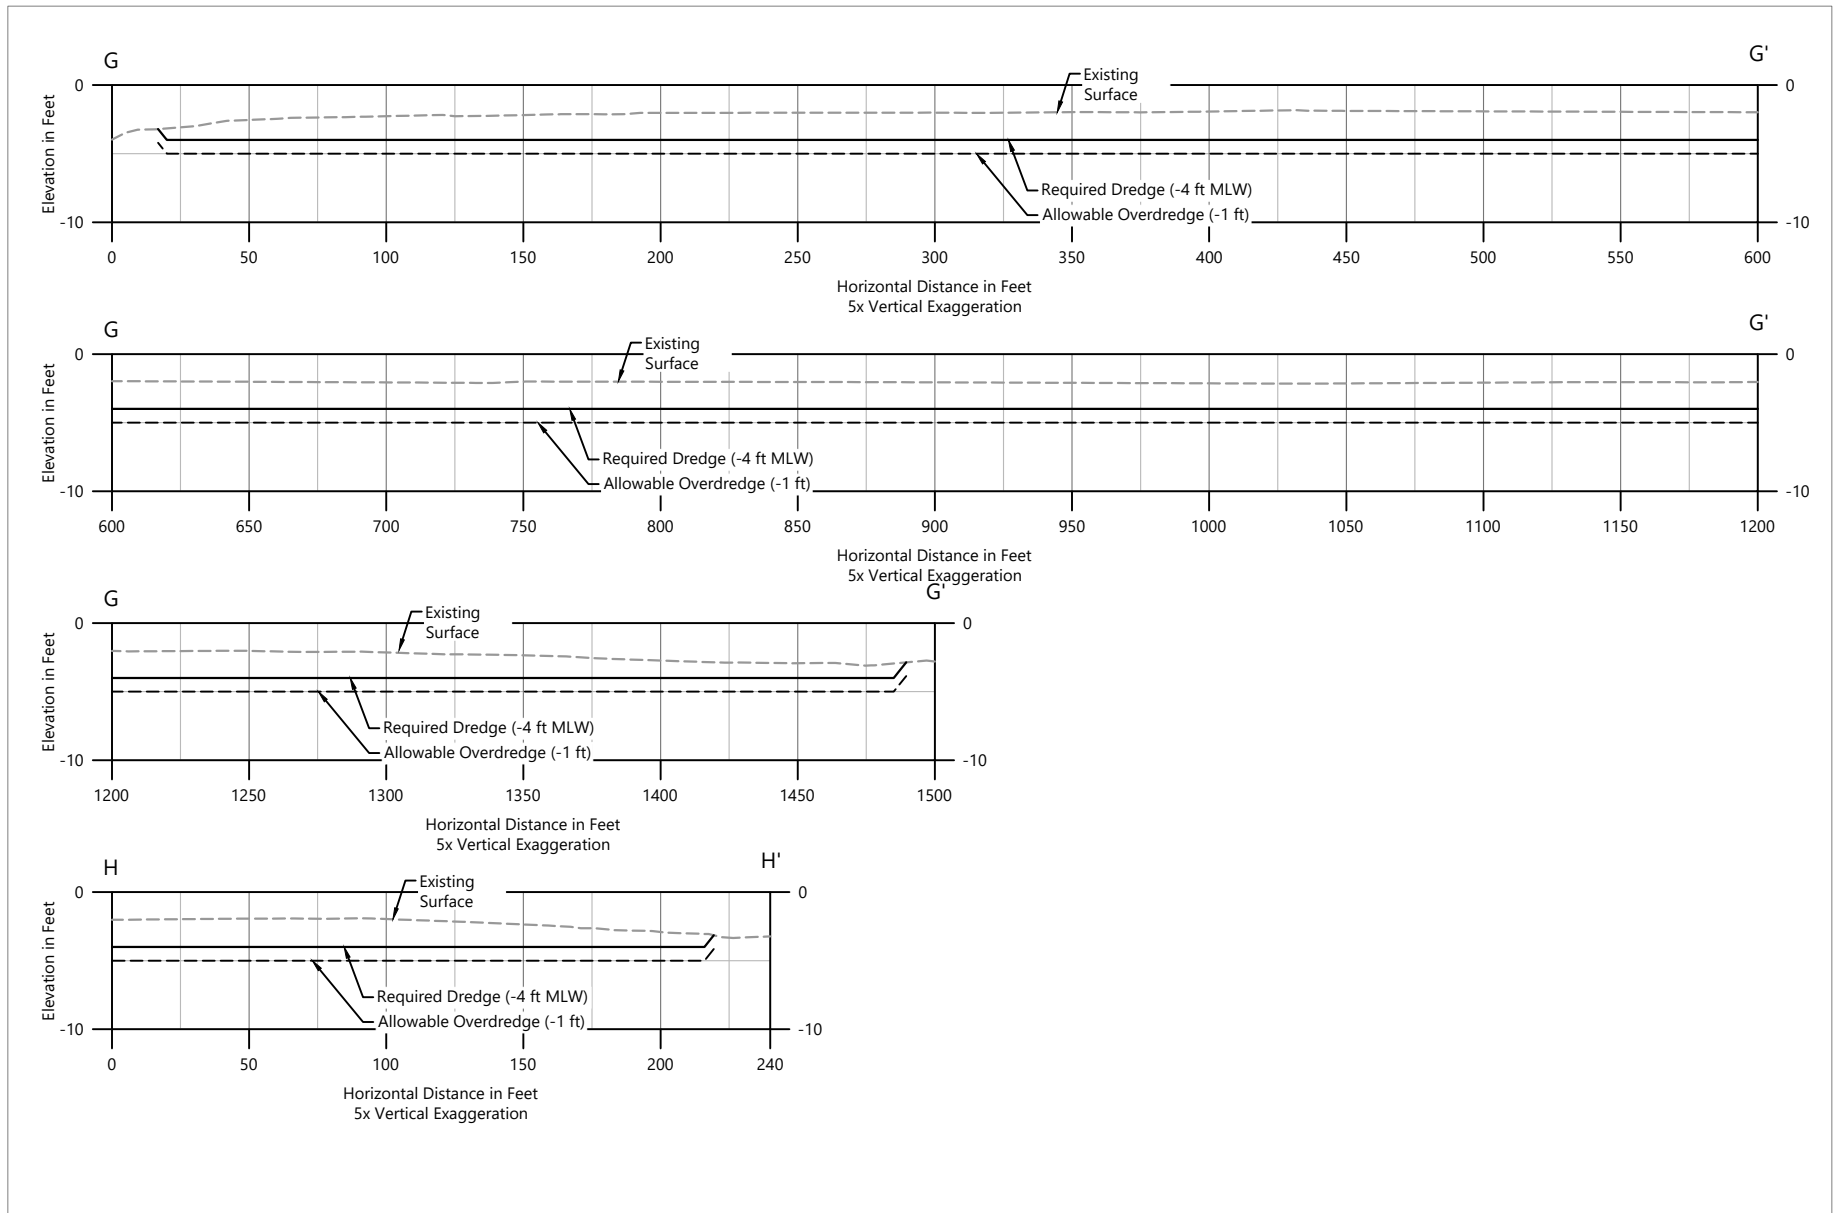 G
G'
0
0
Existing
Surface
Elevation in Feet
Required Dredge (-4 ft MLW)
Allowable Overdredge (-1 ft)
-10
-10
0 50 100 150 200 250 300 350 400 450 500 550 600
Horizontal Distance in Feet
5x Vertical Exaggeration
G
G'
0
0
Existing
Surface
Elevation in Feet
Required Dredge (-4 ft MLW)
Allowable Overdredge (-1 ft)
-10
-10
600 650 700 750 800 850 900 950 1000 1050 1100 1150 1200
Horizontal Distance in Feet
5x Vertical Exaggeration
G
G'
0
0
Existing
Surface
Elevation in Feet
Required Dredge (-4 ft MLW)
Allowable Overdredge (-1 ft)
-10
-10
1200 1250 1300 1350 1400 1450 1500
Horizontal Distance in Feet
5x Vertical Exaggeration
H
H'
0
0
Existing
Surface
Elevation in Feet
Required Dredge (-4 ft MLW)
Allowable Overdredge (-1 ft)
-10
-10
0 50 100 150 200 240
Horizontal Distance in Feet
5x Vertical Exaggeration